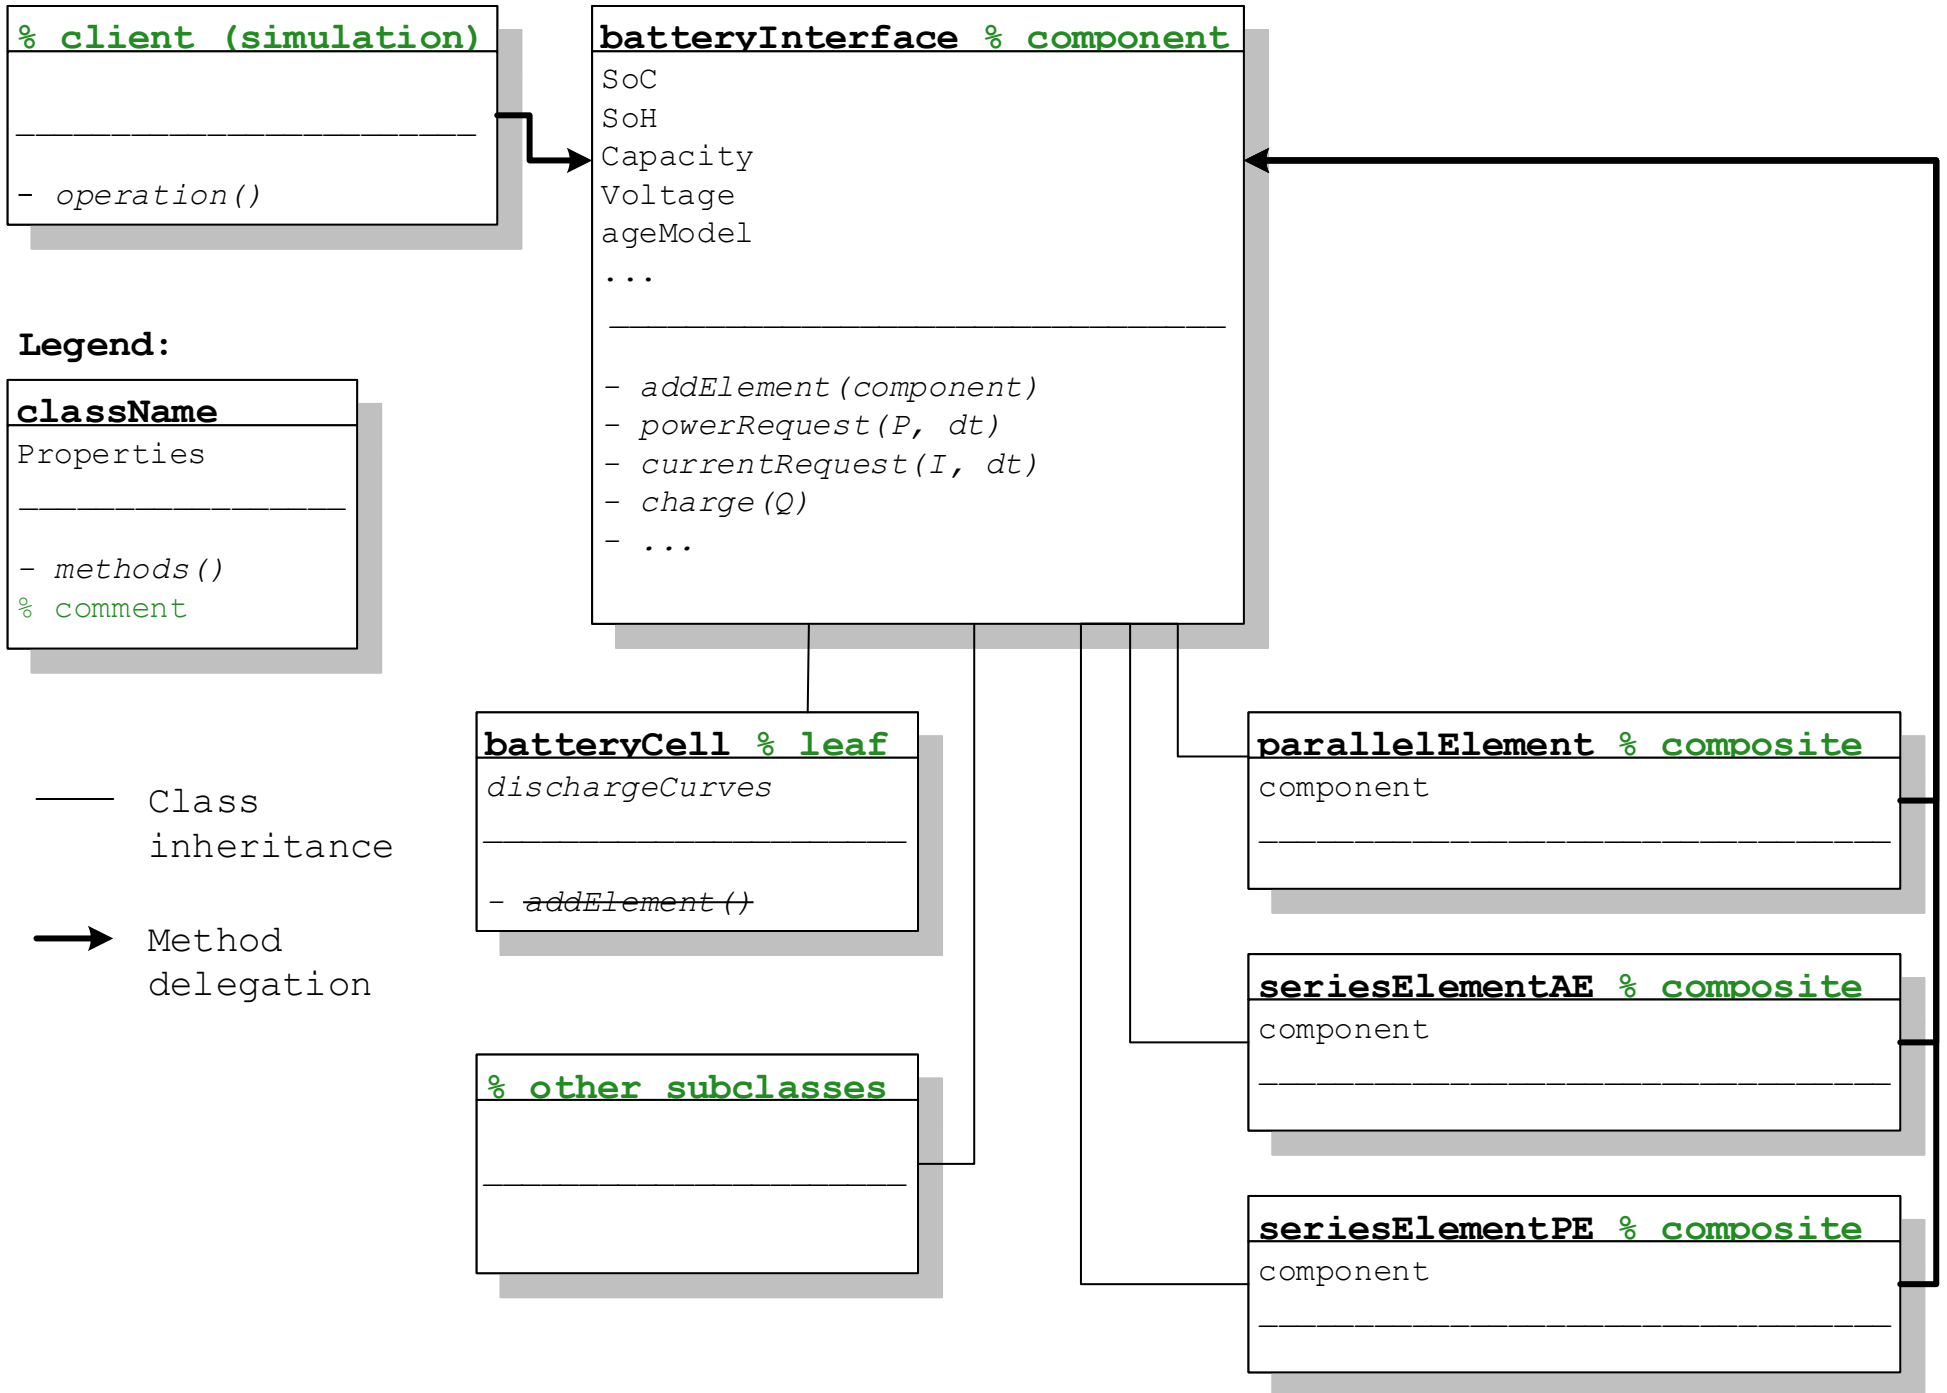 % client (simulation)
- operation()
batteryInterface % component
SoC
SoH
Capacity
Voltage
ageModel
...
- addElement(component)
- powerRequest(P, dt)
- currentRequest(I, dt)
- charge(Q)
- ...
Legend:
className
Properties
- methods()
% comment
Class
inheritance
Method
delegation
batteryCell % leaf
dischargeCurves
- addElement()
% other subclasses
parallelElement % composite
component
seriesElementAE % composite
component
seriesElementPE % composite
component